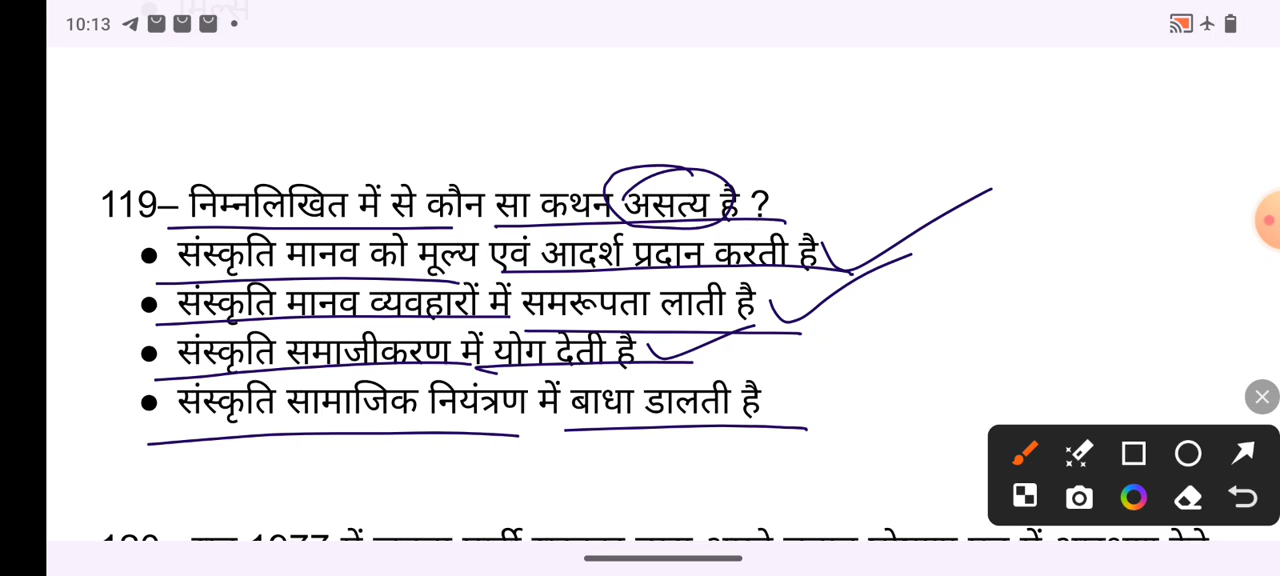 10:13
119– निम्नलिखित में से कौन सा कथन असत्य है ?
● संस्कृति मानव को मूल्य एवं आदर्श प्रदान करती है
● संस्कृति मानव व्यवहारों में समरूपता लाती है
● संस्कृति समाजीकरण में योग देती है
● संस्कृति सामाजिक नियंत्रण में बाधा डालती है